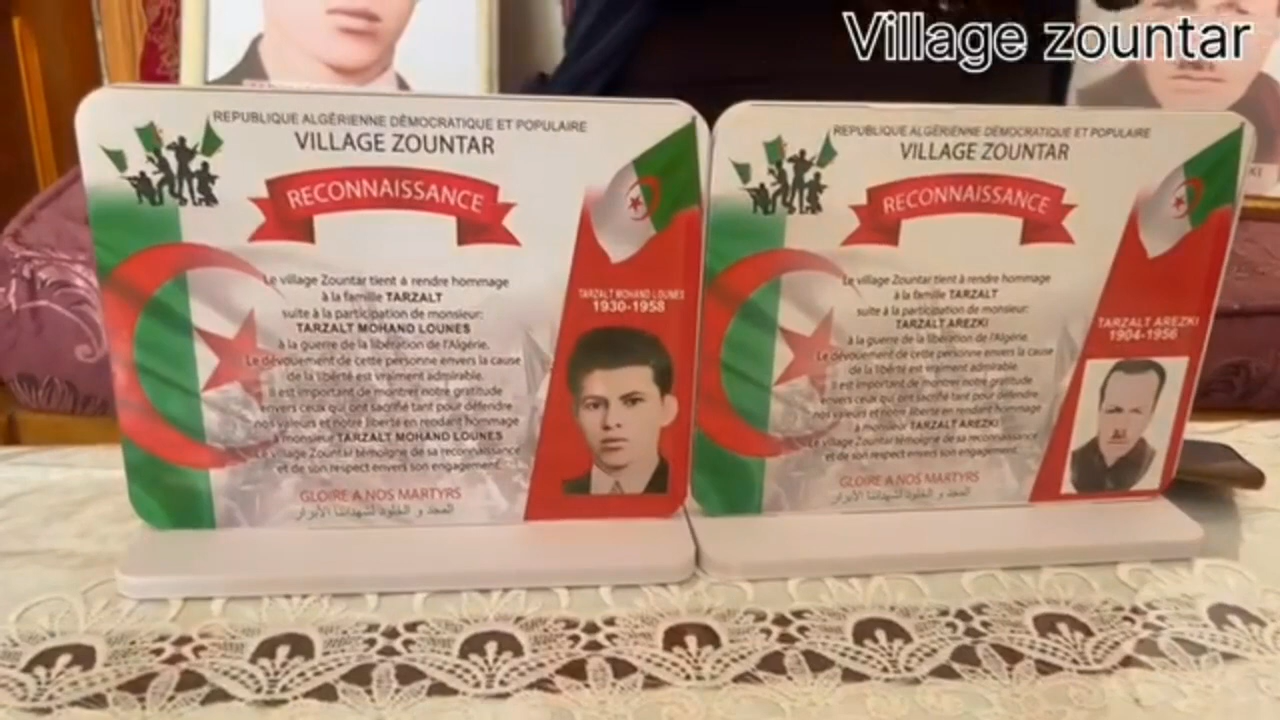 Village zountar
REPUBLIQUE ALGÉRIENNE DÉMOCRATIQUE ET POPULAIRE
VILLAGE ZOUNTAR
RECONNAISSANCE
Le village Zountar tient à rendre hommage
à la famille TARZALT
suite à la participation de monsieur:
TARZALT MOHAND LOUNES
à la guerre de la libération de l'Algérie.
Le dévouement de cette personne envers la cause
de la liberté est vraiment admirable.
Il est important de montrer notre gratitude
envers ceux qui ont sacrifié tant pour défendre
nos valeurs et notre liberté en rendant hommage
à monsieur TARZALT MOHAND LOUNES
Le village Zountar témoigne de sa reconnaissance
et de son respect envers son engagement.
GLOIRE A NOS MARTYRS
المجد و الخلود لشهدائنا الأبرار
TARZALT MOHAND LOUNES
1930-1958
REPUBLIQUE ALGÉRIENNE DÉMOCRATIQUE ET POPULAIRE
VILLAGE ZOUNTAR
RECONNAISSANCE
Le village Zountar tient à rendre hommage
à la famille TARZALT
suite à la participation de monsieur:
TARZALT AREZKI
à la guerre de la libération de l'Algérie.
Le dévouement de cette personne envers la cause
de la liberté est vraiment admirable.
Il est important de montrer notre gratitude
envers ceux qui ont sacrifié tant pour défendre
nos valeurs et notre liberté en rendant hommage
à monsieur TARZALT AREZKI
Le village Zountar témoigne de sa reconnaissance
et de son respect envers son engagement.
GLOIRE A NOS MARTYRS
المجد و الخلود لشهدائنا الأبرار
TARZALT AREZKI
1904-1956